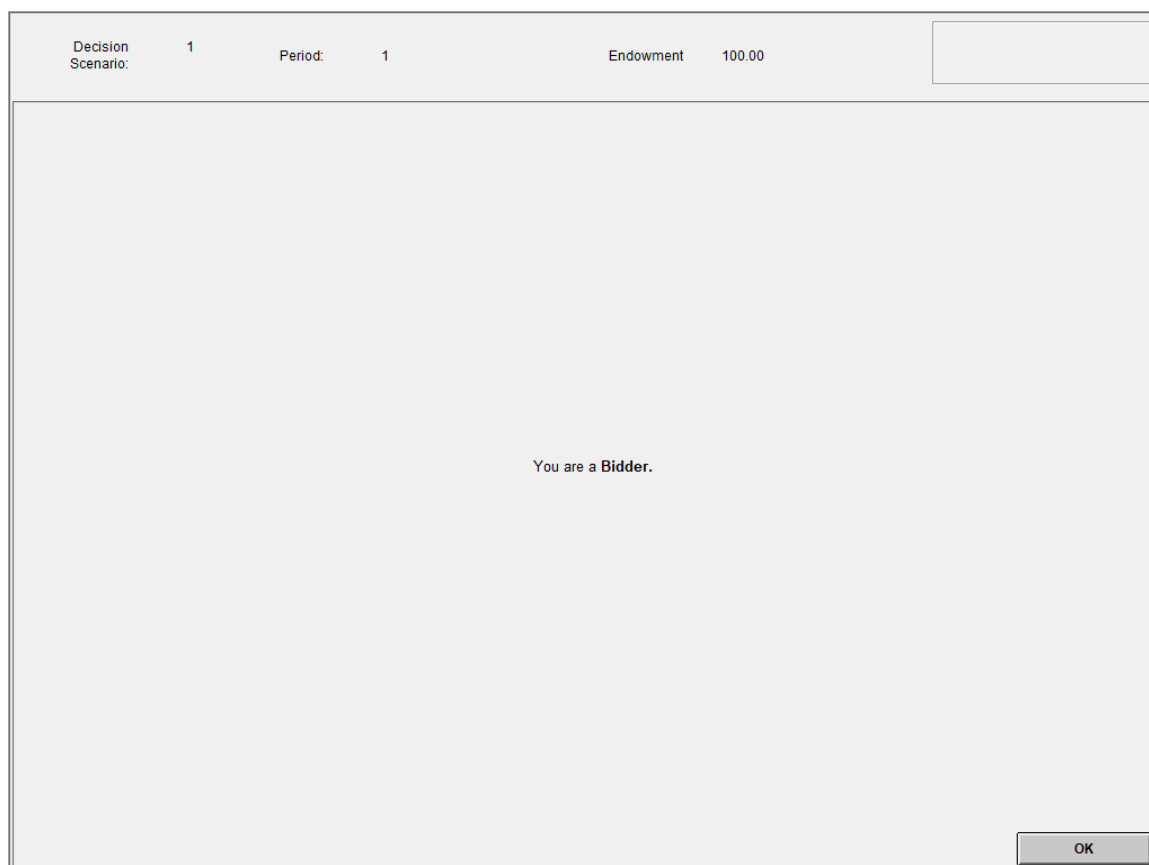 Decision 1
Scenario:
Period: 1
Endowment 100.00
You are a Bidder.
OK